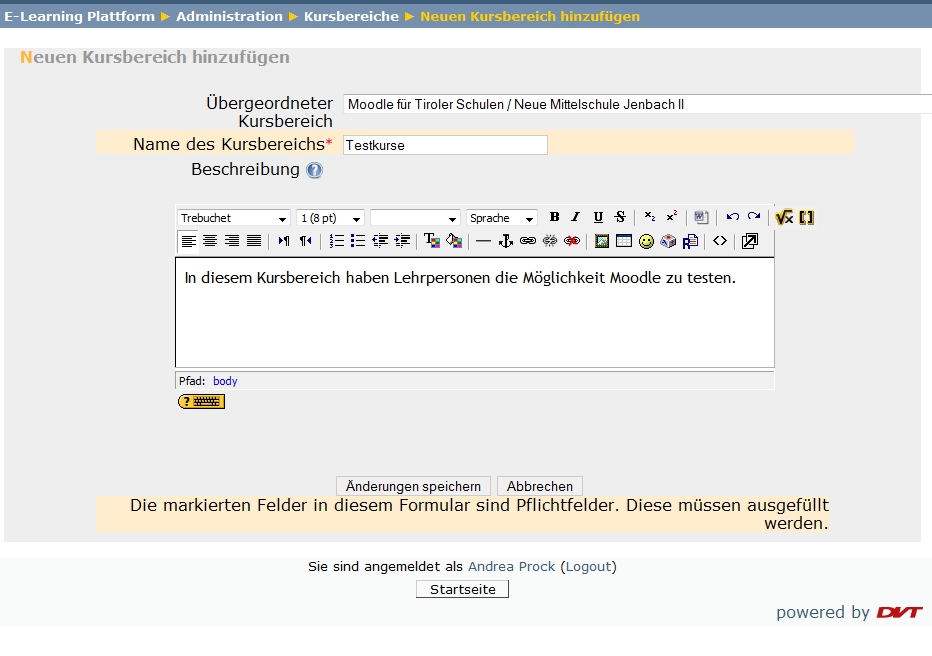 E-Learning Plattform ► Administration ► Kursbereiche ► Neuen Kursbereich hinzufügen
Neuen Kursbereich hinzufügen
Übergeordneter Kursbereich
Moodle für Tiroler Schulen / Neue Mittelschule Jenbach II
Name des Kursbereichs*
Testkurse
Beschreibung
Trebuchet 1 (8 pt) Sprache B I U S x₂ x²
In diesem Kursbereich haben Lehrpersonen die Möglichkeit Moodle zu testen.
Pfad: body
Änderungen speichern Abbrechen
Die markierten Felder in diesem Formular sind Pflichtfelder. Diese müssen ausgefüllt
werden.
Sie sind angemeldet als Andrea Prock (Logout)
Startseite
powered by DVT